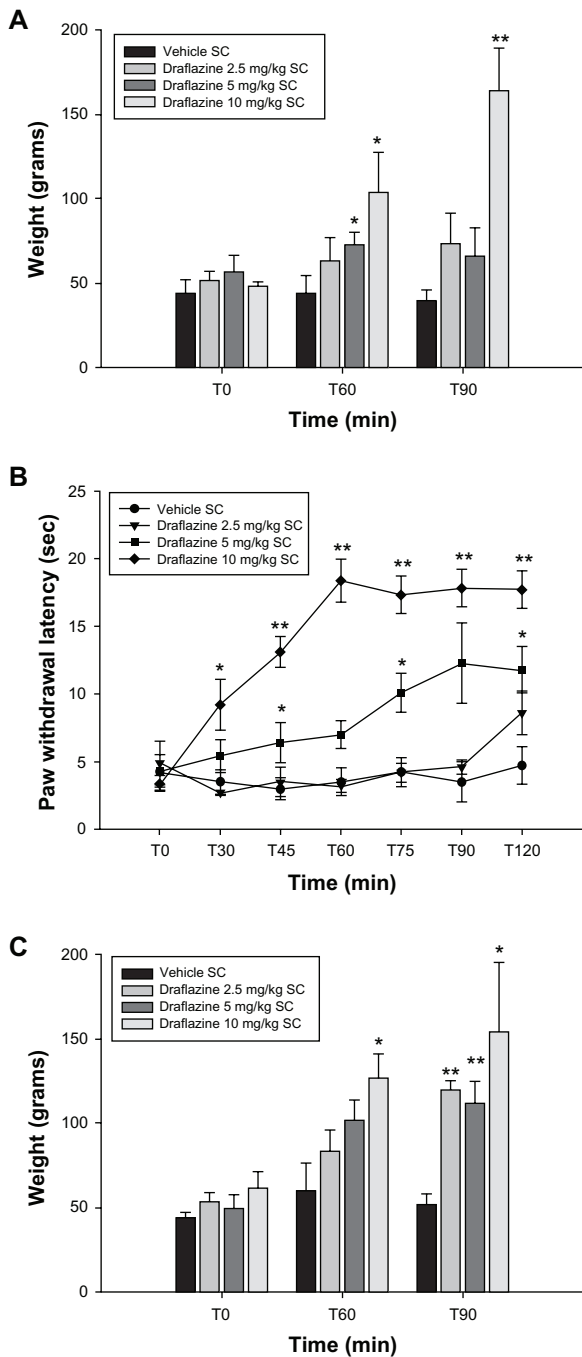 A
200
Vehicle SC
Draflazine 2.5 mg/kg SC
Draflazine 5 mg/kg SC
Draflazine 10 mg/kg SC
**
150
*
100
*
50
0
Weight (grams)
T0 T60 T90
Time (min)
B
25
Vehicle SC
Draflazine 2.5 mg/kg SC
Draflazine 5 mg/kg SC
Draflazine 10 mg/kg SC
20
** ** ** **
**
15
*
*
*
10
*
5
0
Paw withdrawal latency (sec)
T0 T30 T45 T60 T75 T90 T120
Time (min)
C
200
Vehicle SC
Draflazine 2.5 mg/kg SC
Draflazine 5 mg/kg SC
Draflazine 10 mg/kg SC
*
150
*
** **
100
50
0
Weight (grams)
T0 T60 T90
Time (min)